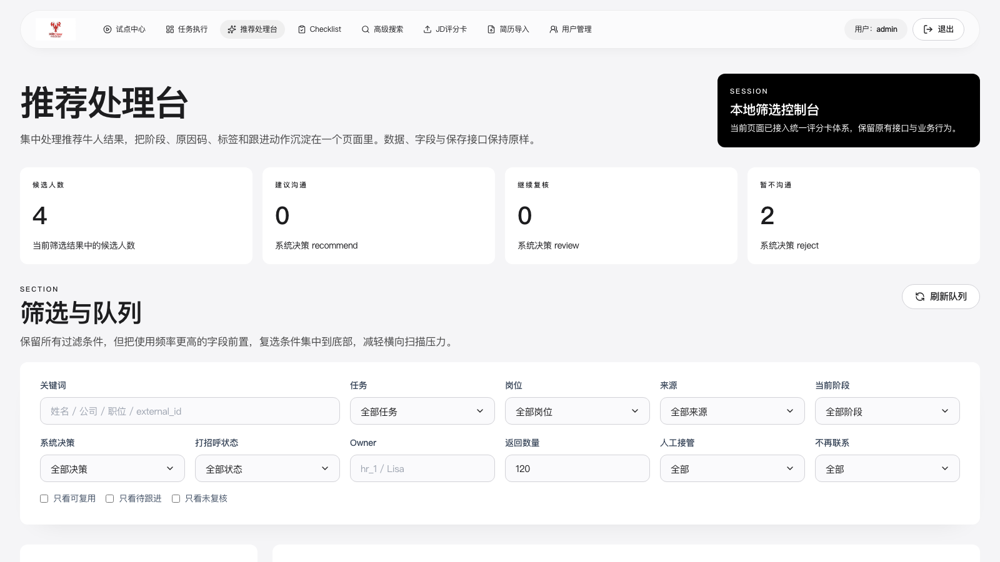 HRClaw
试点中心
任务执行
推荐处理台
Checklist
高级搜索
JD评分卡
简历导入
用户管理
用户：admin
退出
推荐处理台
集中处理推荐牛人结果，把阶段、原因码、标签和跟进动作沉淀在一个页面里。数据、字段与保存接口保持原样。
SESSION
本地筛选控制台
当前页面已接入统一评分卡体系，保留原有接口与业务行为。
候选人数
4
当前筛选结果中的候选人数
建议沟通
0
系统决策 recommend
继续复核
0
系统决策 review
暂不沟通
2
系统决策 reject
SECTION
筛选与队列
保留所有过滤条件，但把使用频率更高的字段前置，复选条件集中到底部，减轻横向扫描压力。
刷新队列
关键词
任务
岗位
来源
当前阶段
姓名 / 公司 / 职位 / external_id
全部任务
全部岗位
全部来源
全部阶段
系统决策
打招呼状态
Owner
返回数量
人工接管
不再联系
全部决策
全部状态
hr_1 / Lisa
120
全部
全部
只看可复用
只看待跟进
只看未复核